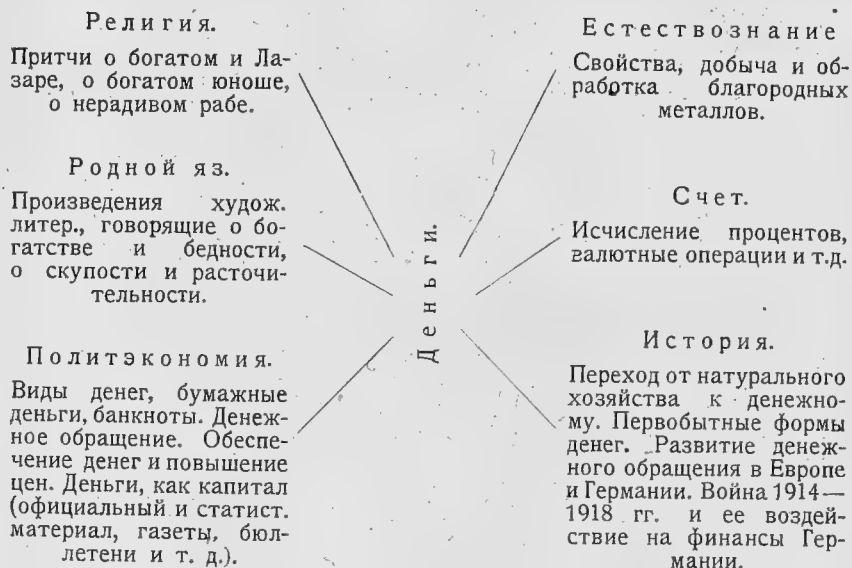 Религия.
Притчи о богатом и Ла-
заре, о богатом юноше,
о нерадивом рабе.
Родной яз.
Произведения худож.
литер., говорящие о бо-
гатстве и бедности,
о скупости и расточи-
тельности.
Политэкономия.
Виды денег, бумажные
деньги, банкноты. Денеж-
ное обращение. Обеспе-
чение денег и повышение
цен. Деньги, как капитал
(официальный и статист.
материал, газеты, бюл-
летени и т. д.).
Деньги.
Естествознание
Свойства, добыча и об-
работка благородных
металлов.
Счет.
Исчисление процентов,
валютные операции и т.д.
История.
Переход от натурального
хозяйства к денежно-
му. Первобытные формы
денег. Развитие денеж-
ного обращения в Европе
и Германии. Война 1914—
1918 гг. и ее воздей-
ствие на финансы Гер-
мании.